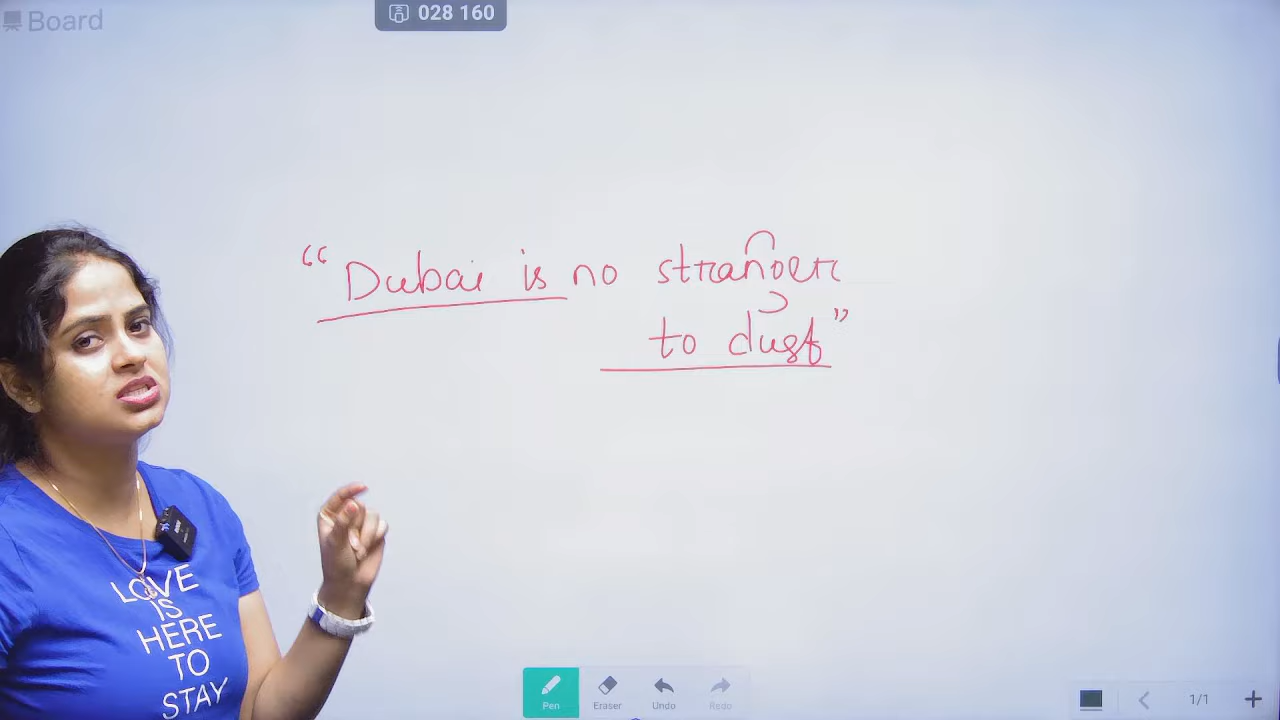 Board
028 160
“Dubai is no stranger
to dust”
LOVE
IS
HERE
TO
STAY
Pen
Eraser
Undo
Redo
1/1